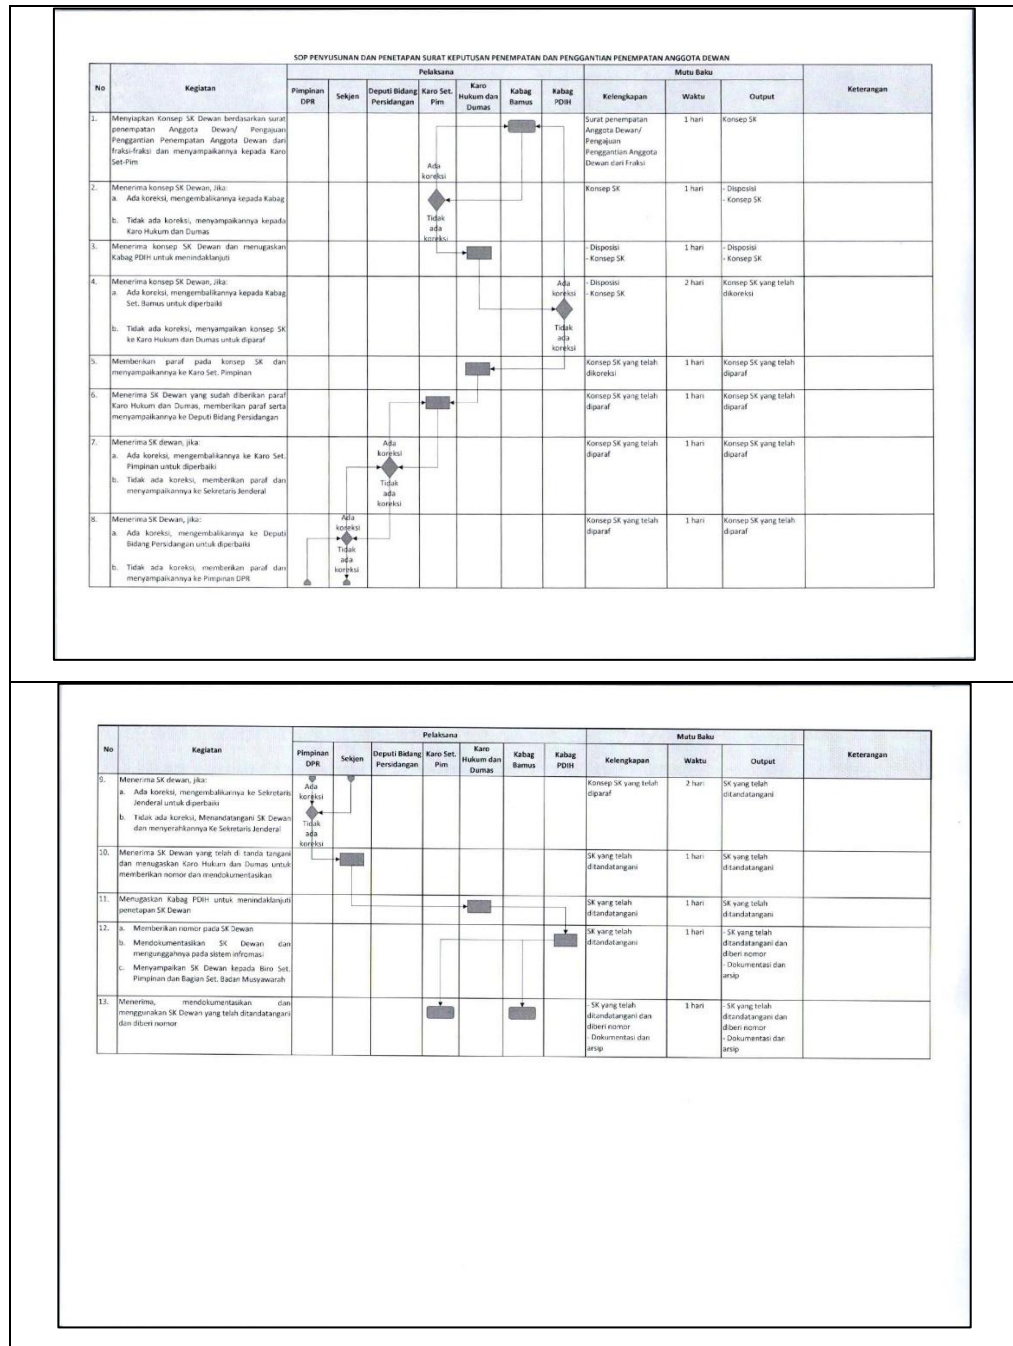 SOP PENYUSUNAN DAN PENETAPAN SURAT KEPUTUSAN PENEMPATAN DAN PENGGANTIAN PENEMPATAN ANGGOTA DEWAN
No
Kegiatan
Pelaksana
Mutu Baku
Keterangan
Pimpinan
DPR
Sekjen
Deputi Bidang
Persidangan
Karo Set.
Pim
Karo
Hukum dan
Dumas
Kabag
Bamus
Kabag
PDIH
Kelengkapan
Waktu
Output
1.
Menyiapkan Konsep SK Dewan berdasarkan surat
penempatan Anggota Dewan/ Pengajuan
Penggantian Penempatan Anggota Dewan dari
fraksi-fraksi dan menyampaikannya kepada Karo
Set-Pim
Ada
koreksi
Surat penempatan
Anggota Dewan/
Pengajuan
Penggantian Anggota
Dewan dari Fraksi
1 hari
Konsep SK
2.
Menerima konsep SK Dewan, Jika:
a. Ada koreksi, mengembalikannya kepada Kabag
b. Tidak ada koreksi, menyampaikannya kepada
Karo Hukum dan Dumas
Tidak
ada
koreksi
Konsep SK
1 hari
- Disposisi
- Konsep SK
3.
Menerima konsep SK Dewan dan menugaskan
Kabag PDIH untuk menindaklanjuti
- Disposisi
- Konsep SK
1 hari
- Disposisi
- Konsep SK
4.
Menerima konsep SK Dewan, Jika:
a. Ada koreksi, mengembalikannya kepada Kabag
Set. Bamus untuk diperbaiki
b. Tidak ada koreksi, menyampaikan konsep SK
ke Karo Hukum dan Dumas untuk diparaf
Ada
koreksi
Tidak
ada
koreksi
- Disposisi
- Konsep SK
2 hari
Konsep SK yang telah
dikoreksi
5.
Memberikan paraf pada konsep SK dan
menyampaikannya ke Karo Set. Pimpinan
Konsep SK yang telah
dikoreksi
1 hari
Konsep SK yang telah
diparaf
6.
Menerima SK Dewan yang sudah diberikan paraf
Karo Hukum dan Dumas, memberikan paraf serta
menyampaikannya ke Deputi Bidang Persidangan
Konsep SK yang telah
diparaf
1 hari
Konsep SK yang telah
diparaf
7.
Menerima SK dewan, jika:
a. Ada koreksi, mengembalikannya ke Karo Set.
Pimpinan untuk diperbaiki
b. Tidak ada koreksi, memberikan paraf dan
menyampaikannya ke Sekretaris Jenderal
Ada
koreksi
Tidak
ada
koreksi
Konsep SK yang telah
diparaf
1 hari
Konsep SK yang telah
diparaf
8.
Menerima SK Dewan, jika:
a. Ada koreksi, mengembalikannya ke Deputi
Bidang Persidangan untuk diperbaiki
b. Tidak ada koreksi, memberikan paraf dan
menyampaikannya ke Pimpinan DPR
Ada
koreksi
Tidak
ada
koreksi
Konsep SK yang telah
diparaf
1 hari
Konsep SK yang telah
diparaf
No
Kegiatan
Pelaksana
Mutu Baku
Keterangan
Pimpinan
DPR
Sekjen
Deputi Bidang
Persidangan
Karo Set.
Pim
Karo
Hukum dan
Dumas
Kabag
Bamus
Kabag
PDIH
Kelengkapan
Waktu
Output
9.
Menerima SK dewan, jika:
a. Ada koreksi, mengembalikannya ke Sekretaris
Jenderal untuk diperbaiki
b. Tidak ada koreksi, Menandatangani SK Dewan
dan menyerahkannya Ke Sekretaris Jenderal
Ada
koreksi
Tidak
ada
koreksi
Konsep SK yang telah
diparaf
2 hari
SK yang telah
ditandatangani
10.
Menerima SK Dewan yang telah di tanda tangani
dan menugaskan Karo Hukum dan Dumas untuk
memberikan nomor dan mendokumentasikan
SK yang telah
ditandatangani
1 hari
SK yang telah
ditandatangani
11.
Menugaskan Kabag PDIH untuk menindaklanjuti
penetapan SK Dewan
SK yang telah
ditandatangani
1 hari
SK yang telah
ditandatangani
12.
a. Memberikan nomor pada SK Dewan
b. Mendokumentasikan SK Dewan dan
mengunggahnya pada sistem infromasi
c. Menyampaikan SK Dewan kepada Biro Set.
Pimpinan dan Bagian Set. Badan Musyawarah
SK yang telah
ditandatangani
1 hari
- SK yang telah
ditandatangani dan
diberi nomor
- Dokumentasi dan
arsip
13.
Menerima, mendokumentasikan dan
menggunakan SK Dewan yang telah ditandatangani
dan diberi nomor
- SK yang telah
ditandatangani dan
diberi nomor
- Dokumentasi dan
arsip
1 hari
- SK yang telah
ditandatangani dan
diberi nomor
- Dokumentasi dan
arsip